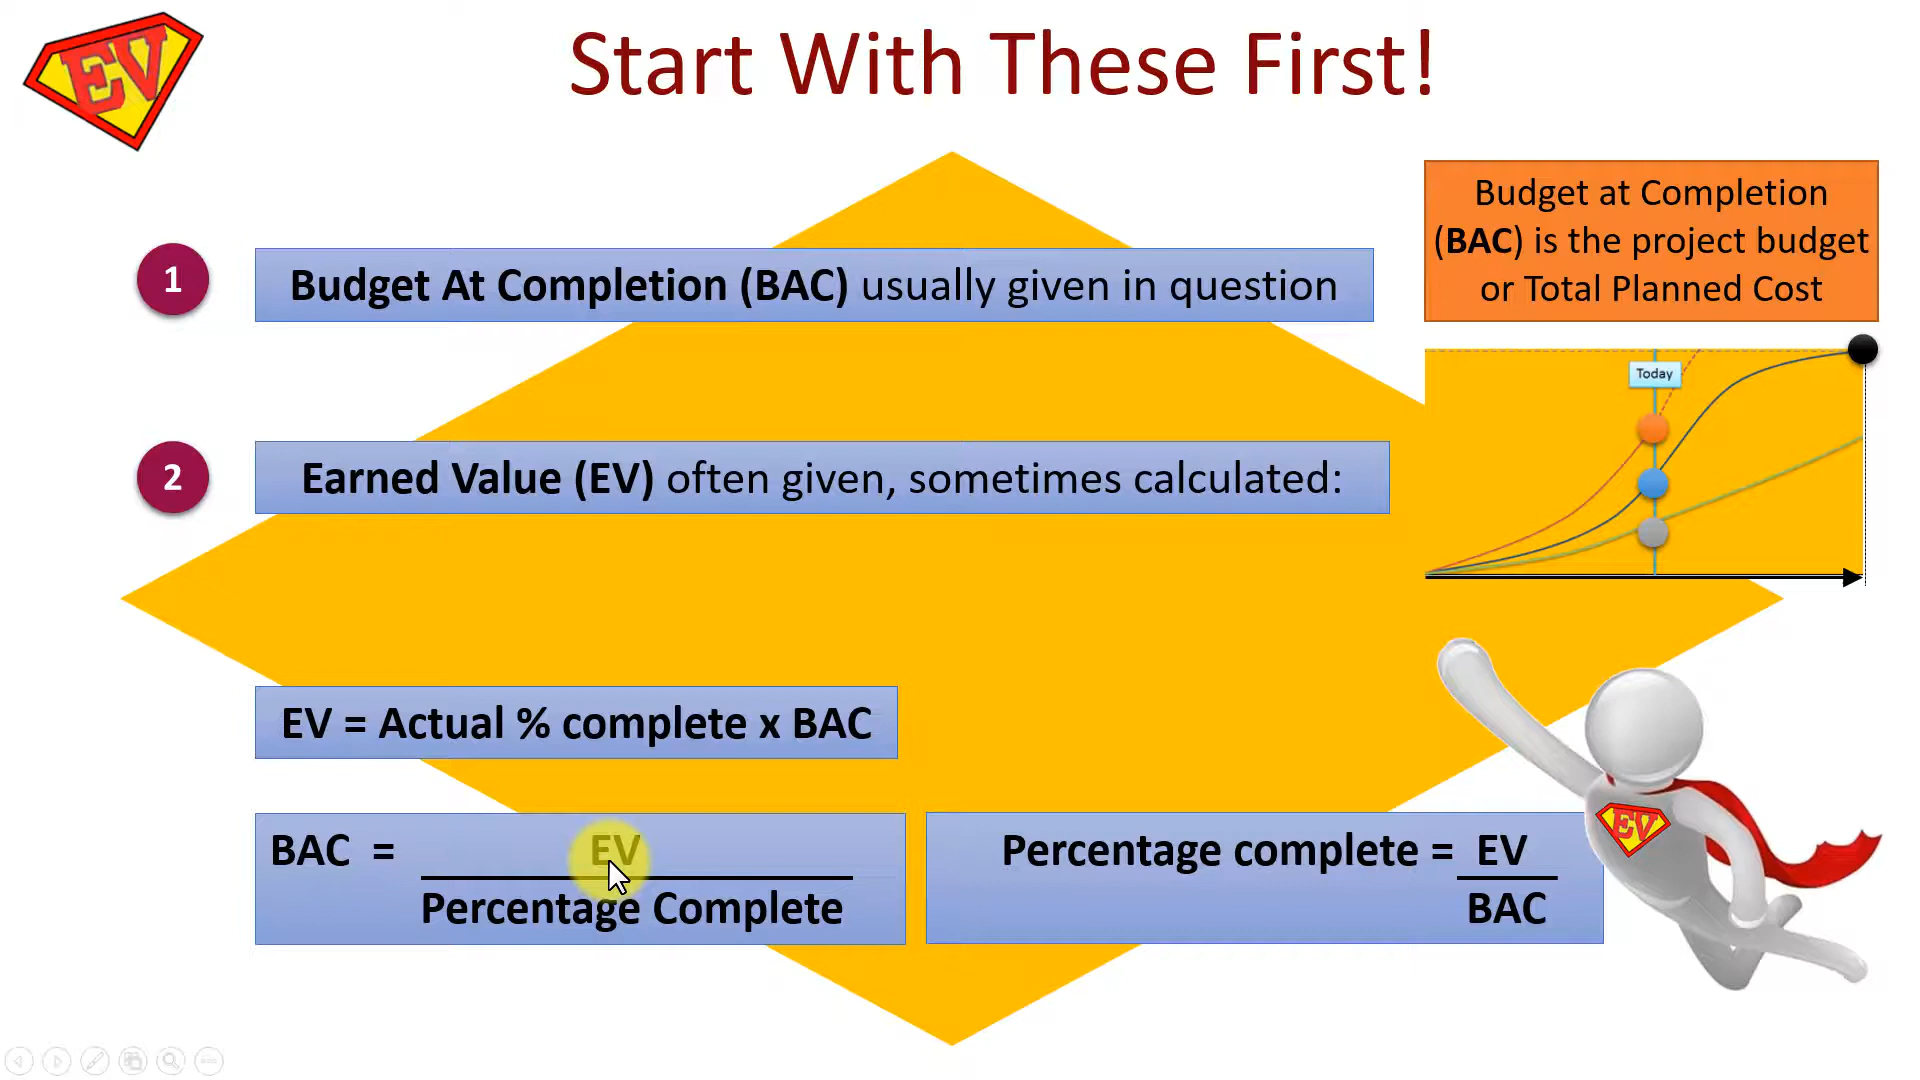 EV
Start With These First!
Budget at Completion
(BAC) is the project budget
or Total Planned Cost
1
Budget At Completion (BAC) usually given in question
Today
2
Earned Value (EV) often given, sometimes calculated:
EV = Actual % complete x BAC
BAC = EV
Percentage Complete
Percentage complete = EV
BAC
EV